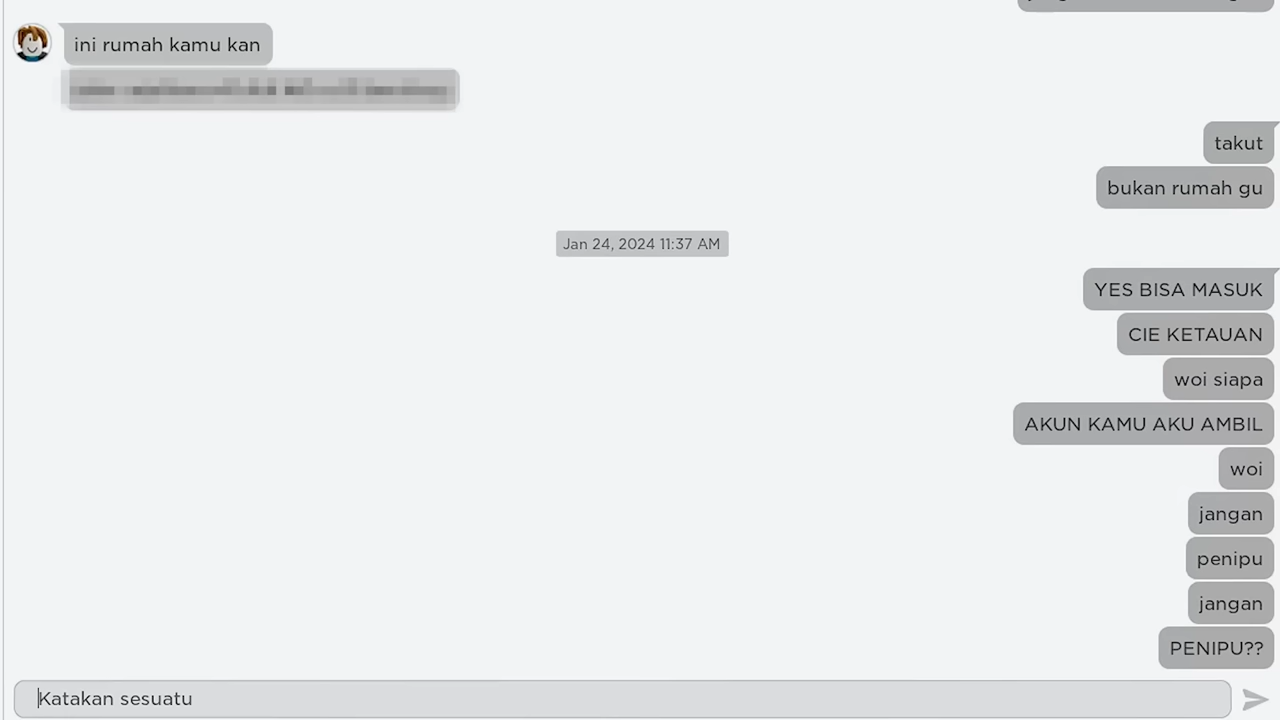 ini rumah kamu kan
takut
bukan rumah gu
Jan 24, 2024 11:37 AM
YES BISA MASUK
CIE KETAUAN
woi siapa
AKUN KAMU AKU AMBIL
woi
jangan
penipu
jangan
PENIPU??
Katakan sesuatu